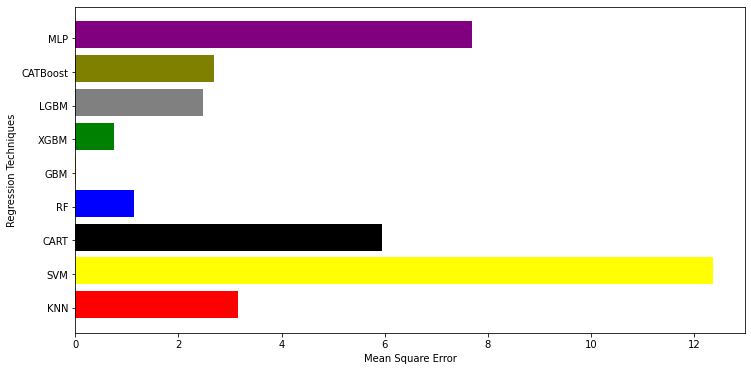 Regression Techniques
MLP
CATBoost
LGBM
XGBM
GBM
RF
CART
SVM
KNN
0 2 4 6 8 10 12
Mean Square Error